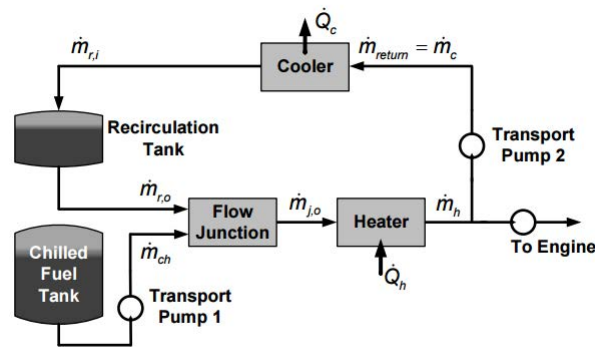 Q̇c
ṁr,i
ṁreturn = ṁc
Cooler
Recirculation
Tank
Transport
Pump 2
ṁr,o
ṁj,o
ṁh
Flow
Junction
Heater
Chilled
Fuel
Tank
ṁch
To Engine
Transport
Pump 1
Q̇h